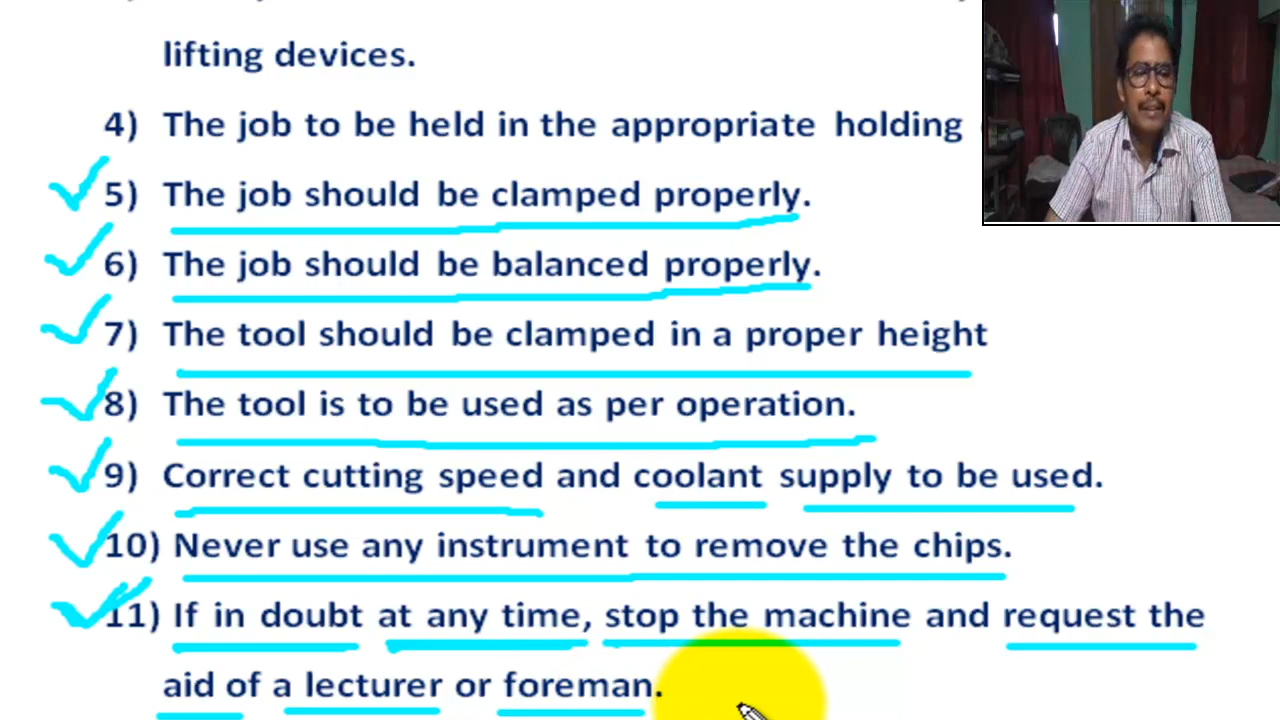 lifting devices.
4) The job to be held in the appropriate holding
5) The job should be clamped properly.
6) The job should be balanced properly.
7) The tool should be clamped in a proper height
8) The tool is to be used as per operation.
9) Correct cutting speed and coolant supply to be used.
10) Never use any instrument to remove the chips.
11) If in doubt at any time, stop the machine and request the
aid of a lecturer or foreman.